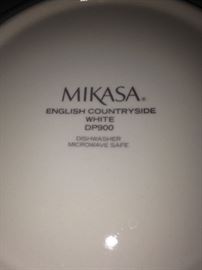 MIKASA®
ENGLISH COUNTRYSIDE
WHITE
DP900
DISHWASHER
MICROWAVE SAFE